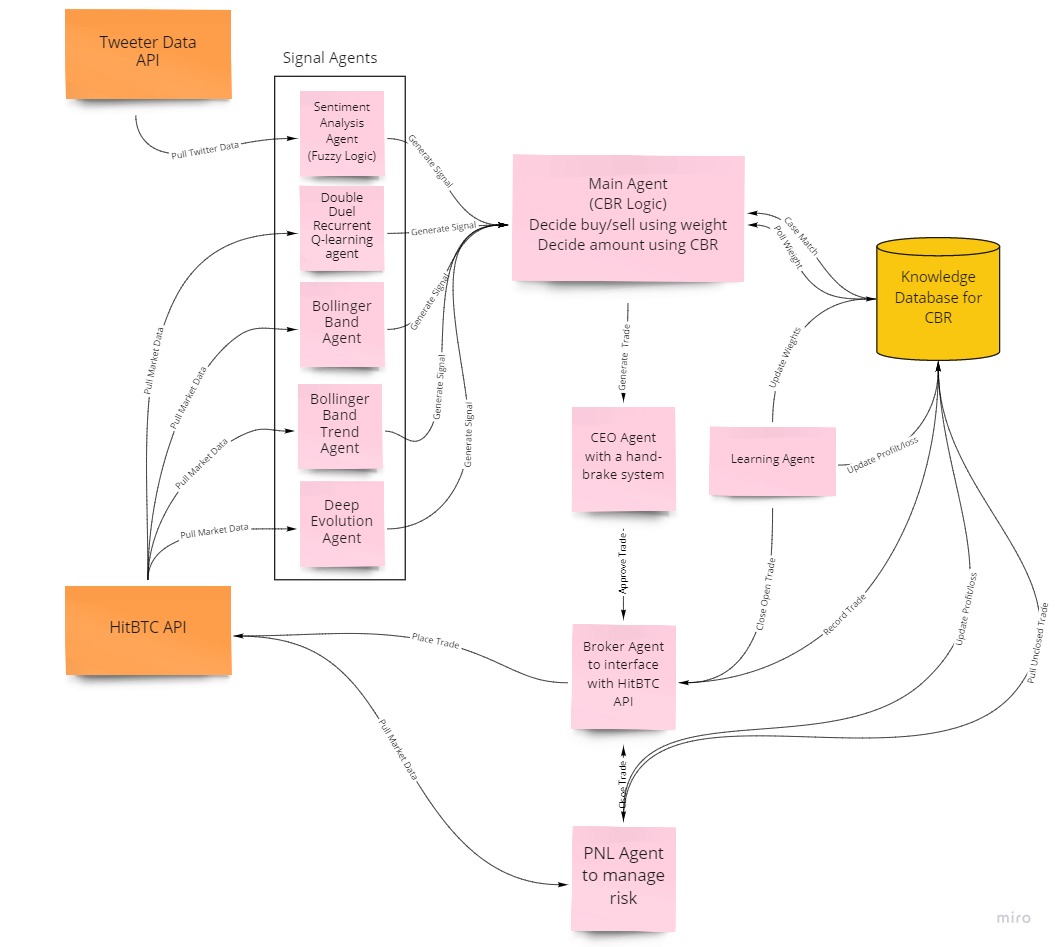 Tweeter Data
API
Signal Agents
Sentiment
Analysis
Agent
(Fuzzy Logic)
Pull Twitter Data
Generate Signal
Double
Duel
Recurrent
Q-learning
agent
Generate Signal
Main Agent
(CBR Logic)
Decide buy/sell using weight
Decide amount using CBR
Case Match
Poll Weight
Knowledge
Database for
CBR
Bollinger
Band
Agent
Generate Signal
Pull Market Data
Pull Market Data
Generate Trade
Update Wieghts
Bollinger
Band
Trend
Agent
Generate Signal
Pull Market Data
Generate Signal
CEO Agent
with a hand-
brake system
Learning Agent
Update Profilt/loss
Deep
Evolution
Agent
Pull Market Data
Approve Trade
Close Open Trade
Record Trade
Update Profit/loss
Pull Unclosed Trade
HitBTC API
Place Trade
Broker Agent
to interface
with HitBTC
API
Pull Market Data
Clsoe Trade
PNL Agent
to manage
risk
miro